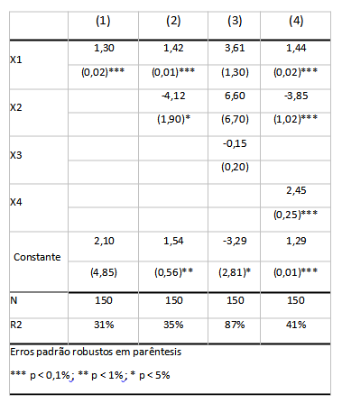 (1) (2) (3) (4)
X1 1,30 1,42 3,61 1,44
(0,02)*** (0,01)*** (1,30) (0,02)***
X2 -4,12 6,60 -3,85
(1,90)* (6,70) (1,02)***
X3 -0,15
(0,20)
X4 2,45
(0,25)***
Constante 2,10 1,54 -3,29 1,29
(4,85) (0,56)** (2,81)* (0,01)***
N 150 150 150 150
R2 31% 35% 87% 41%
Erros padrão robustos em parêntesis
*** p < 0,1%; ** p < 1%; * p < 5%